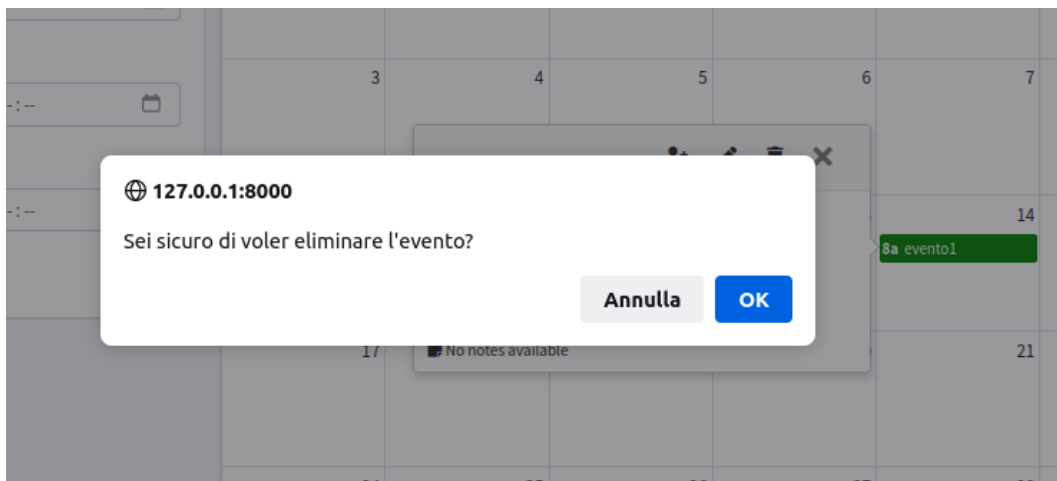 3 4 5 6 7
-:--
127.0.0.1:8000
-:--
Sei sicuro di voler eliminare l'evento?
14
8a evento1
Annulla OK
17
No notes available
21